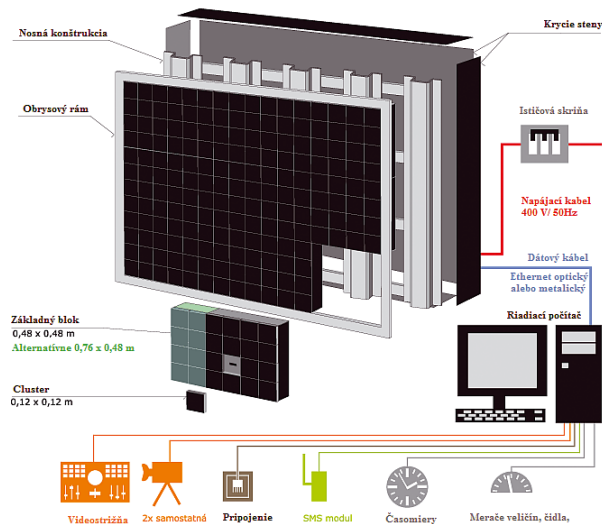 Nosná konštrukcia
Krycie steny
Obrysový rám
Ističová skriňa
Napájací kabel
400 V/ 50Hz
Dátový kábel
Ethernet optický
alebo metalický
Riadiací počítač
Základný blok
0,48 x 0,48 m
Alternatívne 0,76 x 0,48 m
Cluster
0,12 x 0,12 m
Videostrižňa
2x samostatná
Pripojenie
SMS modul
Časomiery
Merače veličín, čidla,